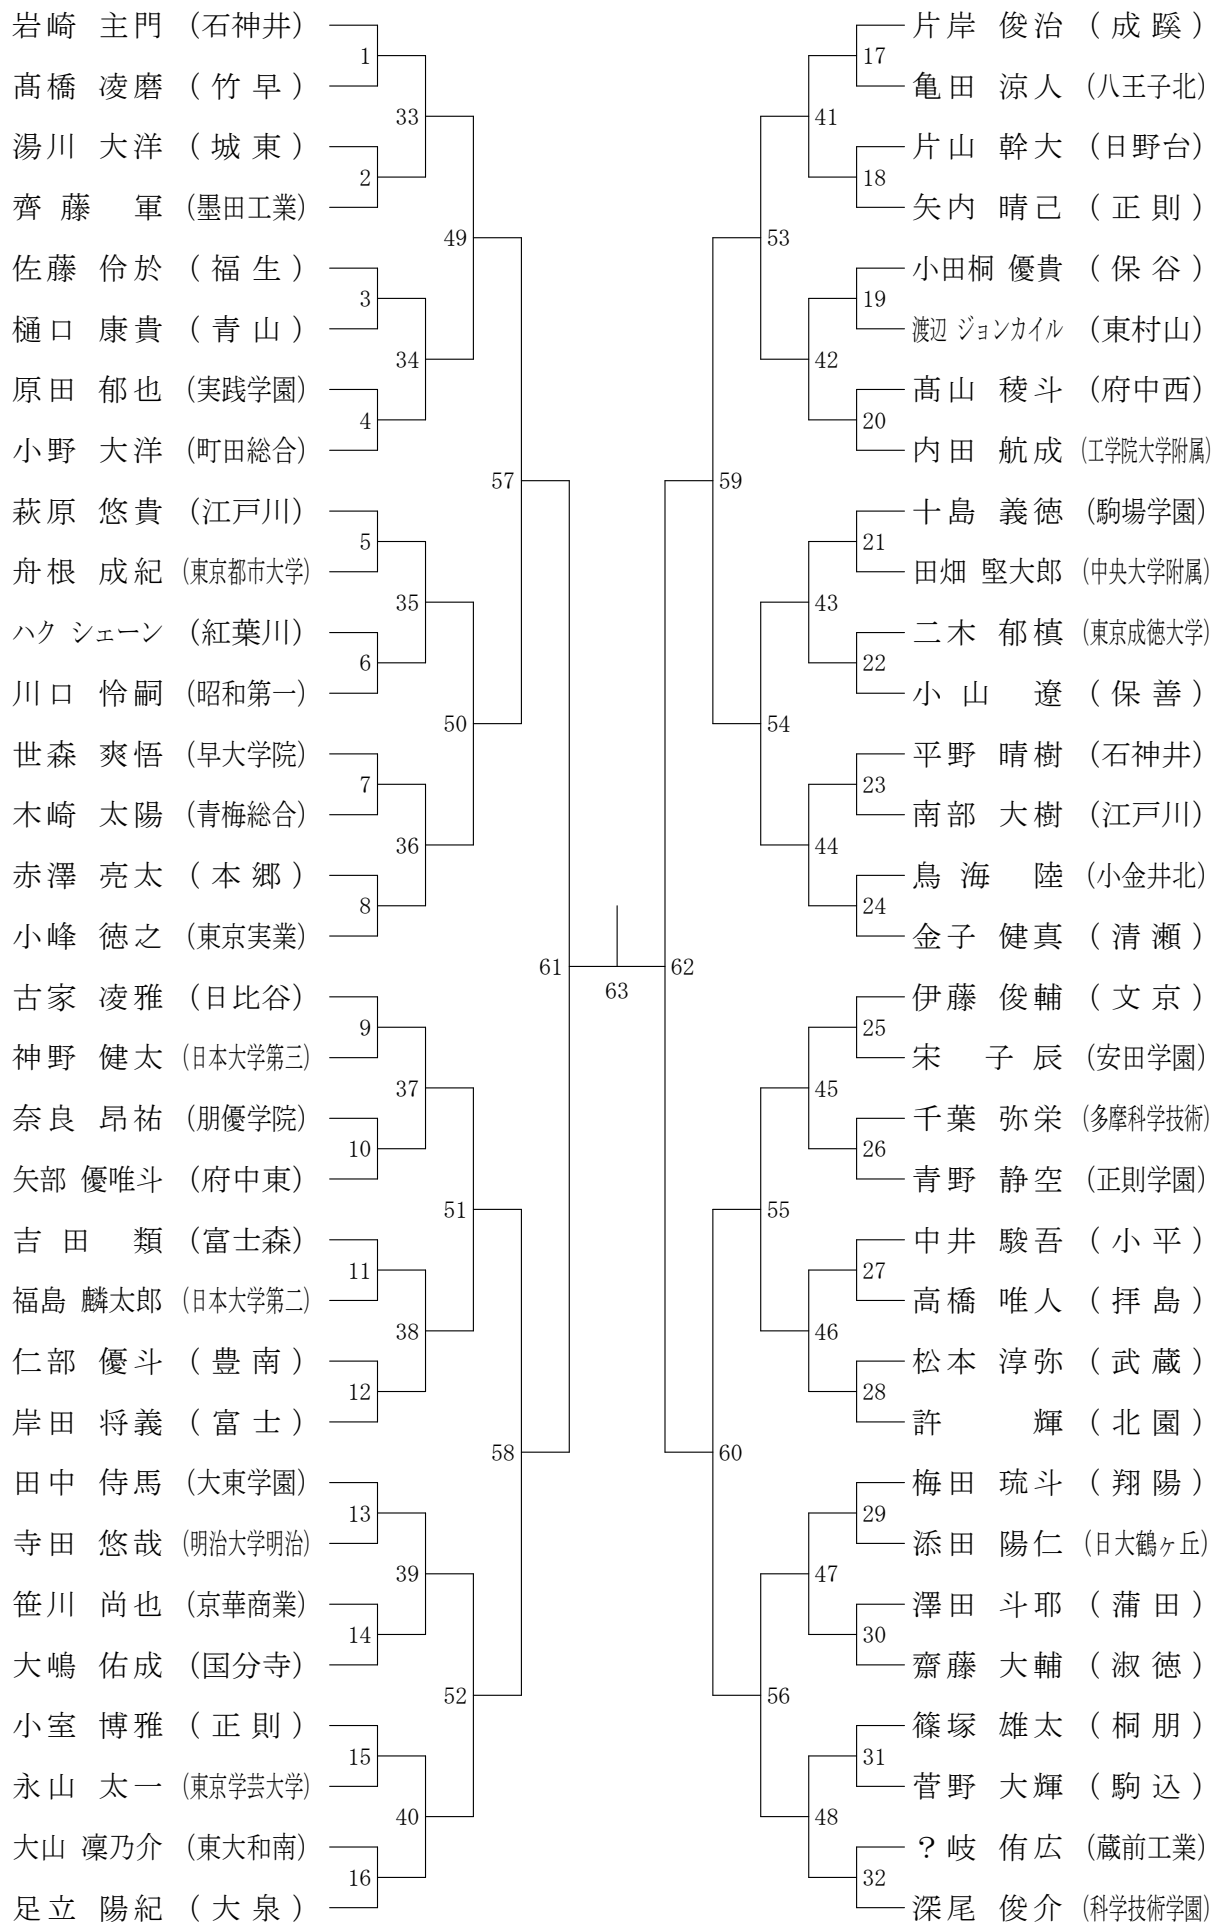 岩崎 主門 (石神井)
1
髙橋 凌磨 (竹早)
33
湯川 大洋 (城東)
2
齊藤 軍 (墨田工業)
49
佐藤 伶於 (福生)
3
樋口 康貴 (青山)
34
原田 郁也 (実践学園)
4
小野 大洋 (町田総合)
57
萩原 悠貴 (江戸川)
5
舟根 成紀 (東京都市大学)
35
ハク シェーン (紅葉川)
6
川口 怜嗣 (昭和第一)
50
世森 爽悟 (早大学院)
7
木崎 太陽 (青梅総合)
36
赤澤 亮太 (本郷)
8
小峰 徳之 (東京実業)
61
古家 凌雅 (日比谷)
9
神野 健太 (日本大学第三)
37
奈良 昂祐 (朋優学院)
10
矢部 優唯斗 (府中東)
51
吉田 類 (富士森)
11
福島 麟太郎 (日本大学第二)
38
仁部 優斗 (豊南)
12
岸田 将義 (富士)
58
田中 侍馬 (大東学園)
13
寺田 悠哉 (明治大学明治)
39
笹川 尚也 (京華商業)
14
大嶋 佑成 (国分寺)
52
小室 博雅 (正則)
15
永山 太一 (東京学芸大学)
40
大山 凜乃介 (東大和南)
16
足立 陽紀 (大泉)
63
片岸 俊治 (成蹊)
17
亀田 涼人 (八王子北)
41
片山 幹大 (日野台)
18
矢内 晴己 (正則)
53
小田桐 優貴 (保谷)
19
渡辺 ジョンカイル (東村山)
42
髙山 稜斗 (府中西)
20
内田 航成 (工学院大学附属)
59
十島 義徳 (駒場学園)
21
田畑 堅大郎 (中央大学附属)
43
二木 郁槙 (東京成徳大学)
22
小山 遼 (保善)
54
平野 晴樹 (石神井)
23
南部 大樹 (江戸川)
44
鳥海 陸 (小金井北)
24
金子 健真 (清瀬)
62
伊藤 俊輔 (文京)
25
宋 子辰 (安田学園)
45
千葉 弥栄 (多摩科学技術)
26
青野 静空 (正則学園)
55
中井 駿吾 (小平)
27
高橋 唯人 (拝島)
46
松本 淳弥 (武蔵)
28
許 輝 (北園)
60
梅田 琉斗 (翔陽)
29
添田 陽仁 (日大鶴ヶ丘)
47
澤田 斗耶 (蒲田)
30
齋藤 大輔 (淑徳)
56
篠塚 雄太 (桐朋)
31
菅野 大輝 (駒込)
48
？岐 侑広 (蔵前工業)
32
深尾 俊介 (科学技術学園)